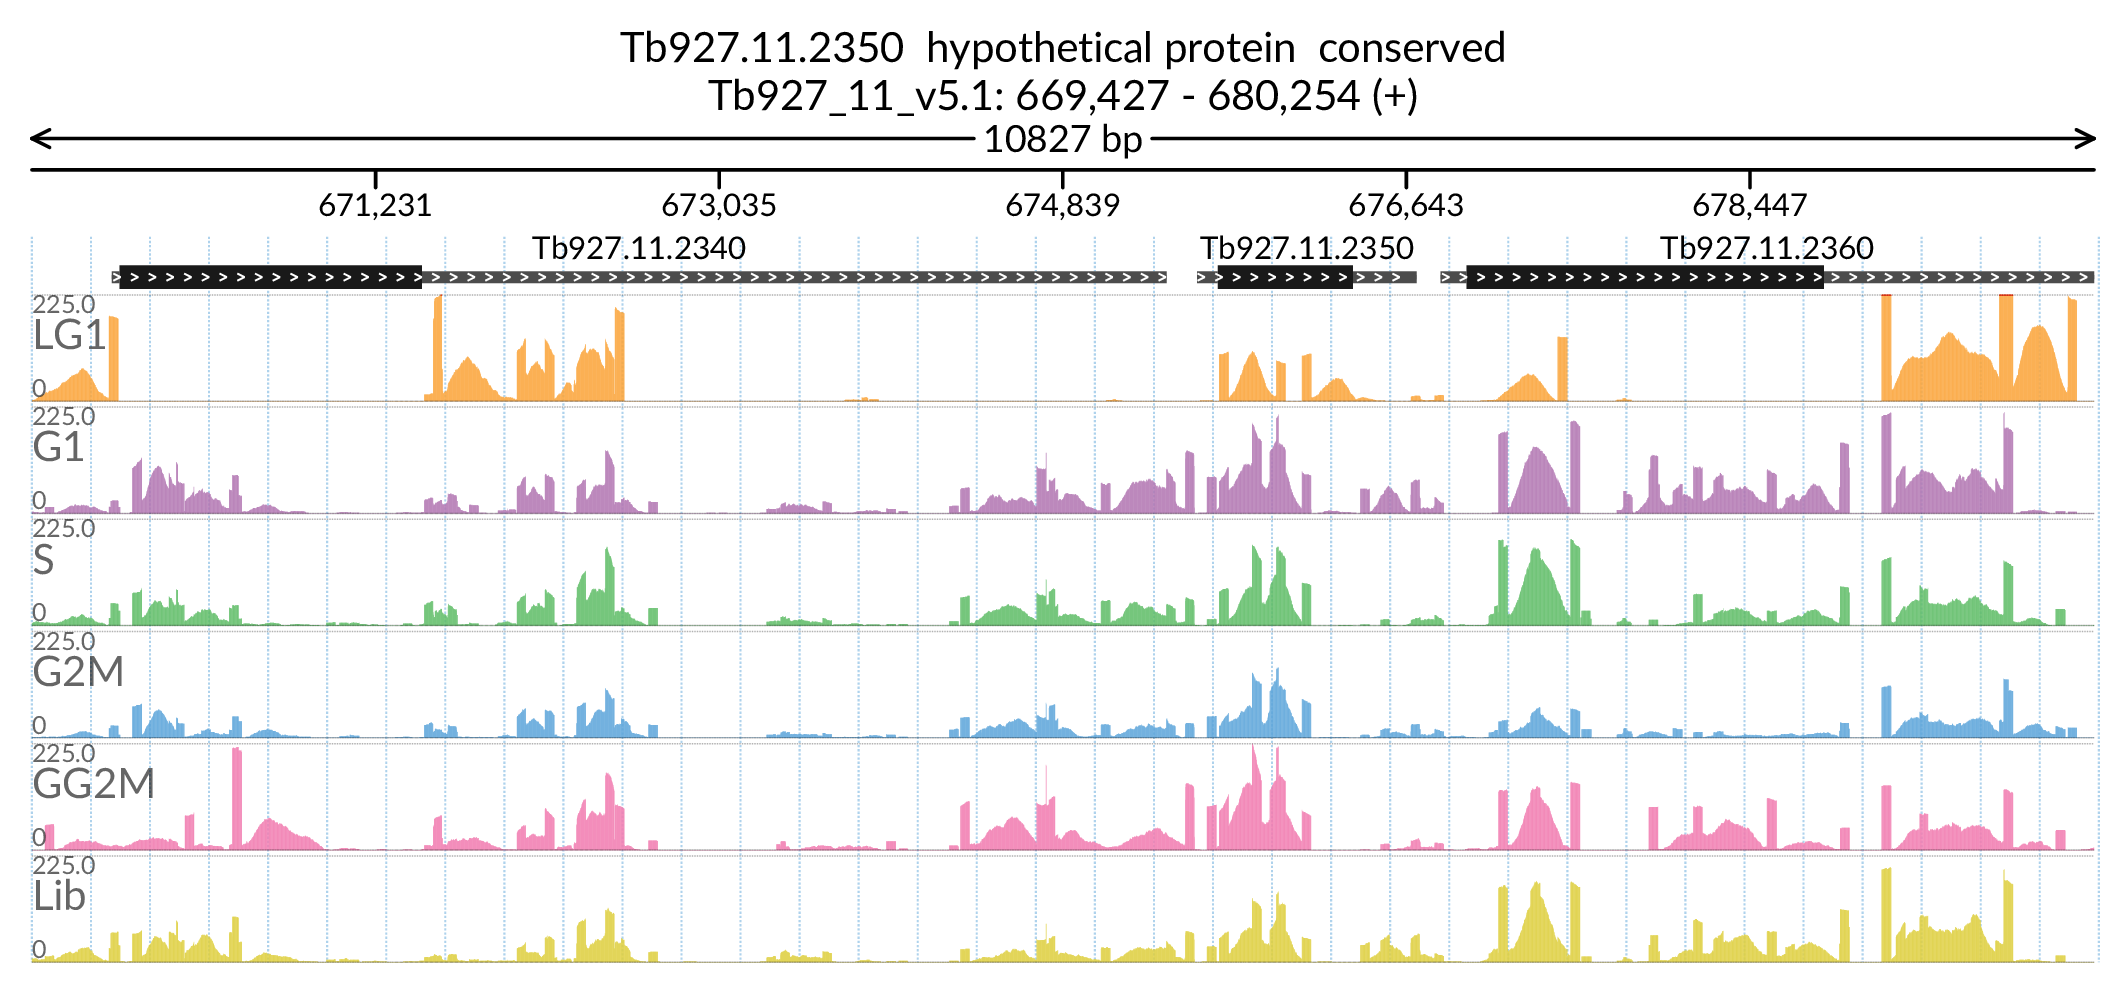 Tb927.11.2350 hypothetical protein conserved
Tb927_11_v5.1: 669,427 - 680,254 (+)
10827 bp
671,231 673,035 674,839 676,643 678,447
Tb927.11.2340 Tb927.11.2350 Tb927.11.2360
225.0
LG1
0
225.0
G1
0
225.0
S
0
225.0
G2M
0
225.0
GG2M
0
225.0
Lib
0